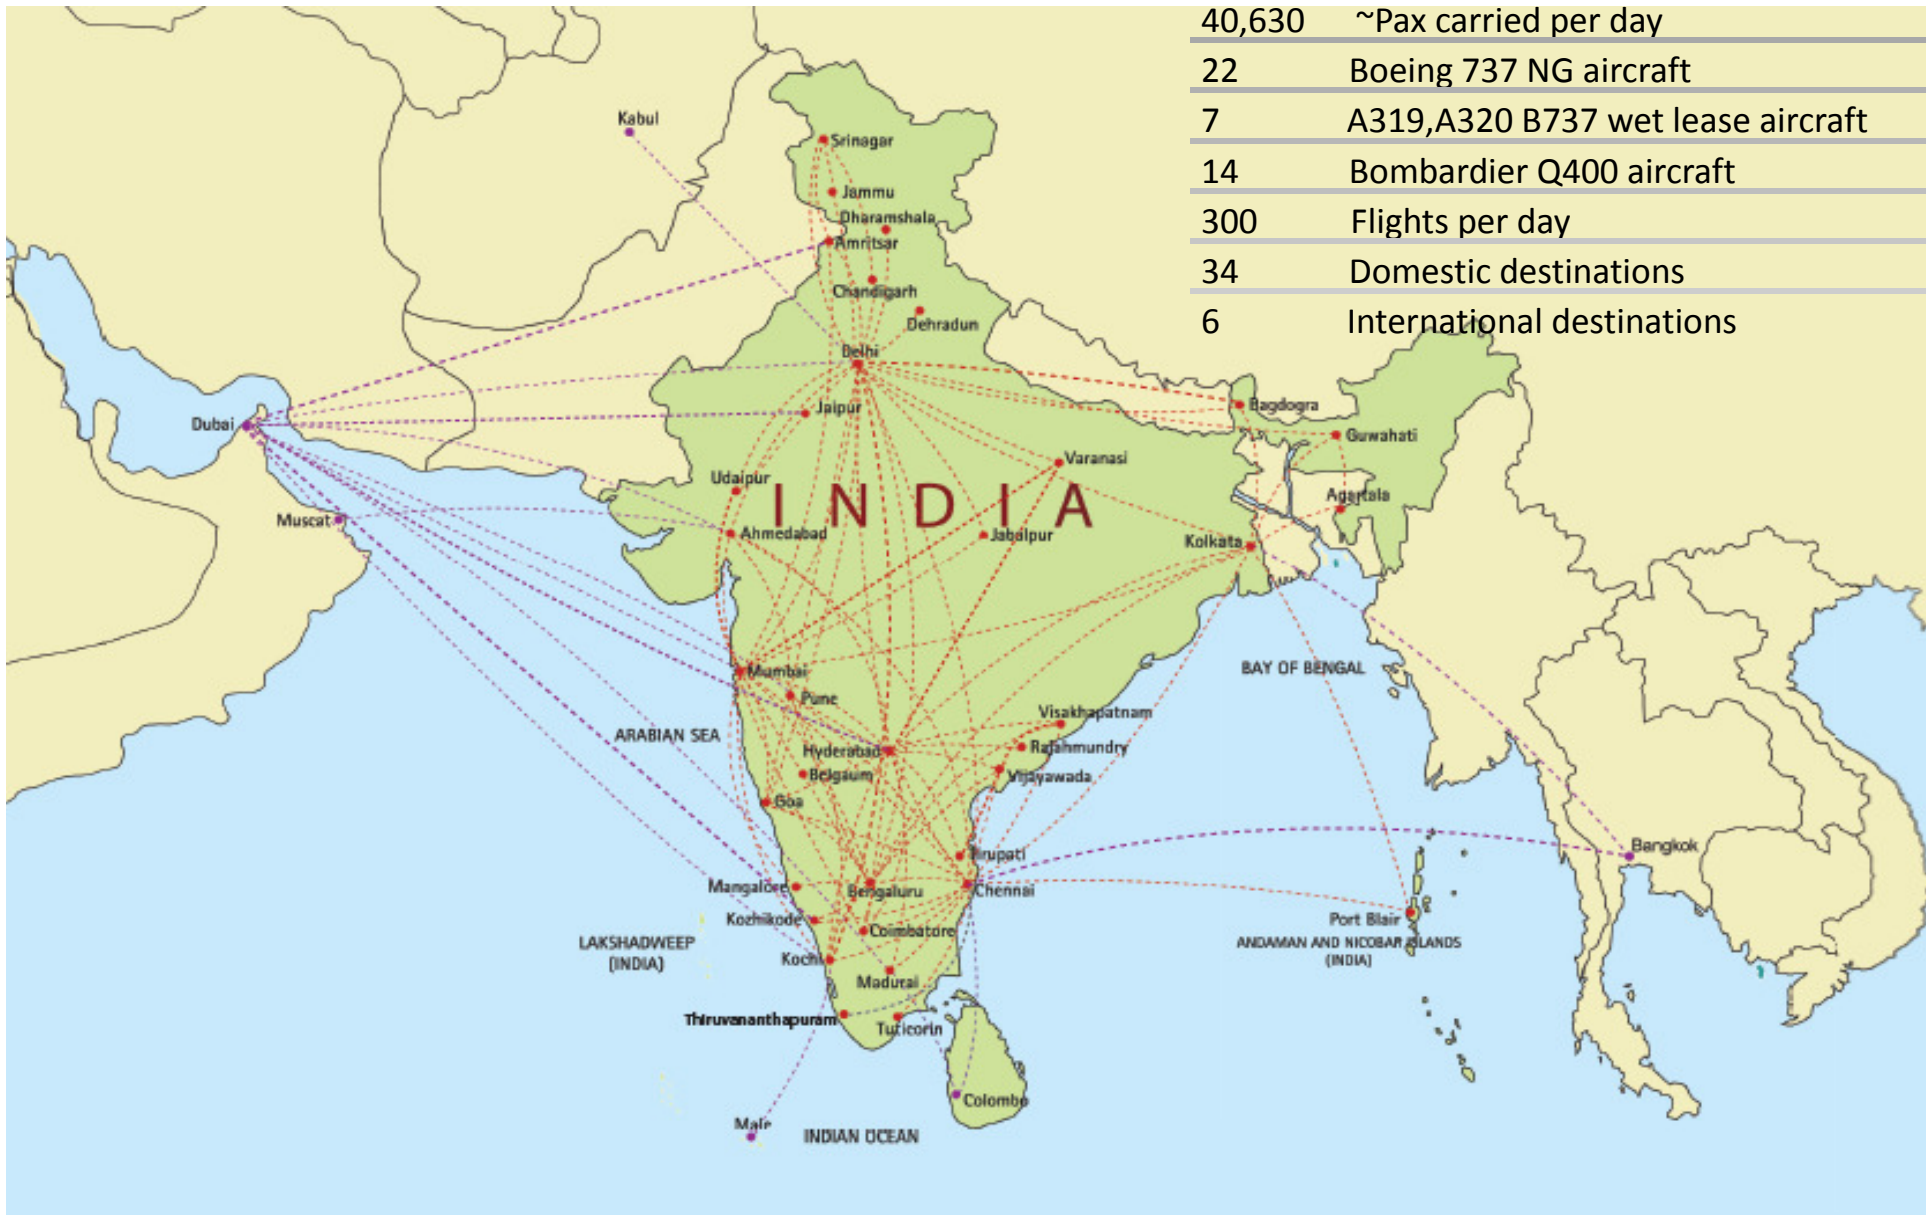 40,630 ~Pax carried per day
22 Boeing 737 NG aircraft
7 A319,A320 B737 wet lease aircraft
14 Bombardier Q400 aircraft
300 Flights per day
34 Domestic destinations
6 International destinations
Kabul
Srinagar
Jammu
Dharamshala
Amritsar
Chandigarh
Dehradun
Delhi
Jaipur
Bagdogra
Dubai
Guwahati
Varanasi
Udaipur
INDIA
Agartala
Muscat
Ahmedabad
Jabalpur
Kolkata
Mumbai
BAY OF BENGAL
Pune
Visakhapatnam
ARABIAN SEA
Hyderabad
Rajahmundry
Belgaum
Vijayawada
Goa
Bangkok
Tirupati
Mangalore
Bengaluru
Chennai
Kozhikode
Port Blair
Coimbatore
LAKSHADWEEP
(INDIA)
ANDAMAN AND NICOBAR ISLANDS
(INDIA)
Kochi
Madurai
Thiruvananthapuram
Tuticorin
Colombo
Male
INDIAN OCEAN